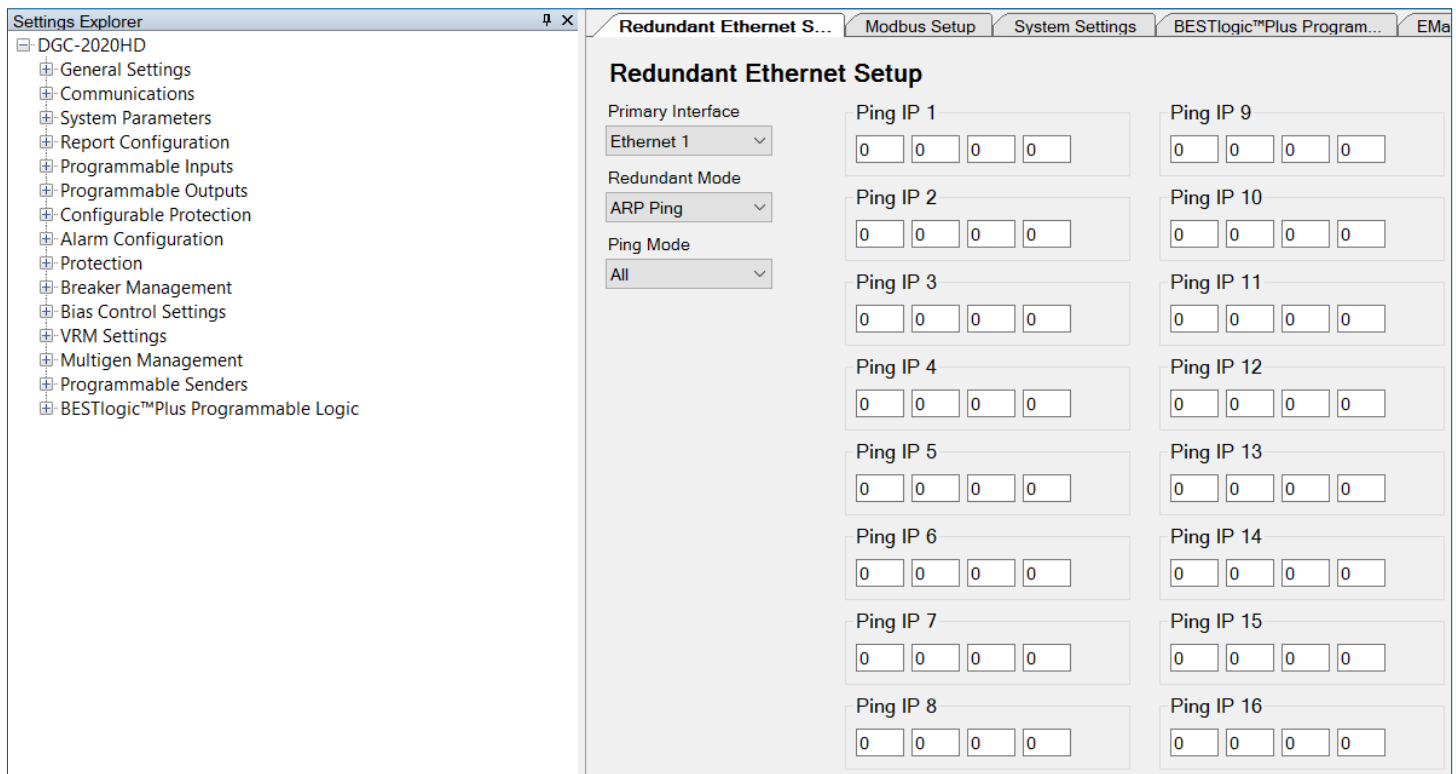 Settings Explorer
DGC-2020HD
General Settings
Communications
System Parameters
Report Configuration
Programmable Inputs
Programmable Outputs
Configurable Protection
Alarm Configuration
Protection
Breaker Management
Bias Control Settings
VRM Settings
Multigen Management
Programmable Senders
BESTlogic™Plus Programmable Logic
Redundant Ethernet S... Modbus Setup System Settings BESTlogic™Plus Program... EMa
Redundant Ethernet Setup
Primary Interface
Ethernet 1
Redundant Mode
ARP Ping
Ping Mode
All
Ping IP 1
0 0 0 0
Ping IP 2
0 0 0 0
Ping IP 3
0 0 0 0
Ping IP 4
0 0 0 0
Ping IP 5
0 0 0 0
Ping IP 6
0 0 0 0
Ping IP 7
0 0 0 0
Ping IP 8
0 0 0 0
Ping IP 9
0 0 0 0
Ping IP 10
0 0 0 0
Ping IP 11
0 0 0 0
Ping IP 12
0 0 0 0
Ping IP 13
0 0 0 0
Ping IP 14
0 0 0 0
Ping IP 15
0 0 0 0
Ping IP 16
0 0 0 0